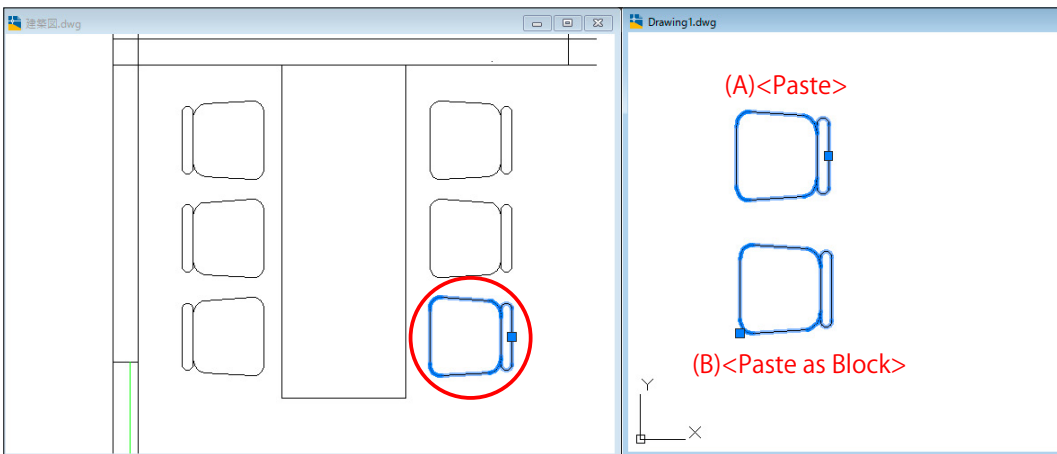 建築図.dwg
Drawing1.dwg
(A)<Paste>
(B)<Paste as Block>
Y
X